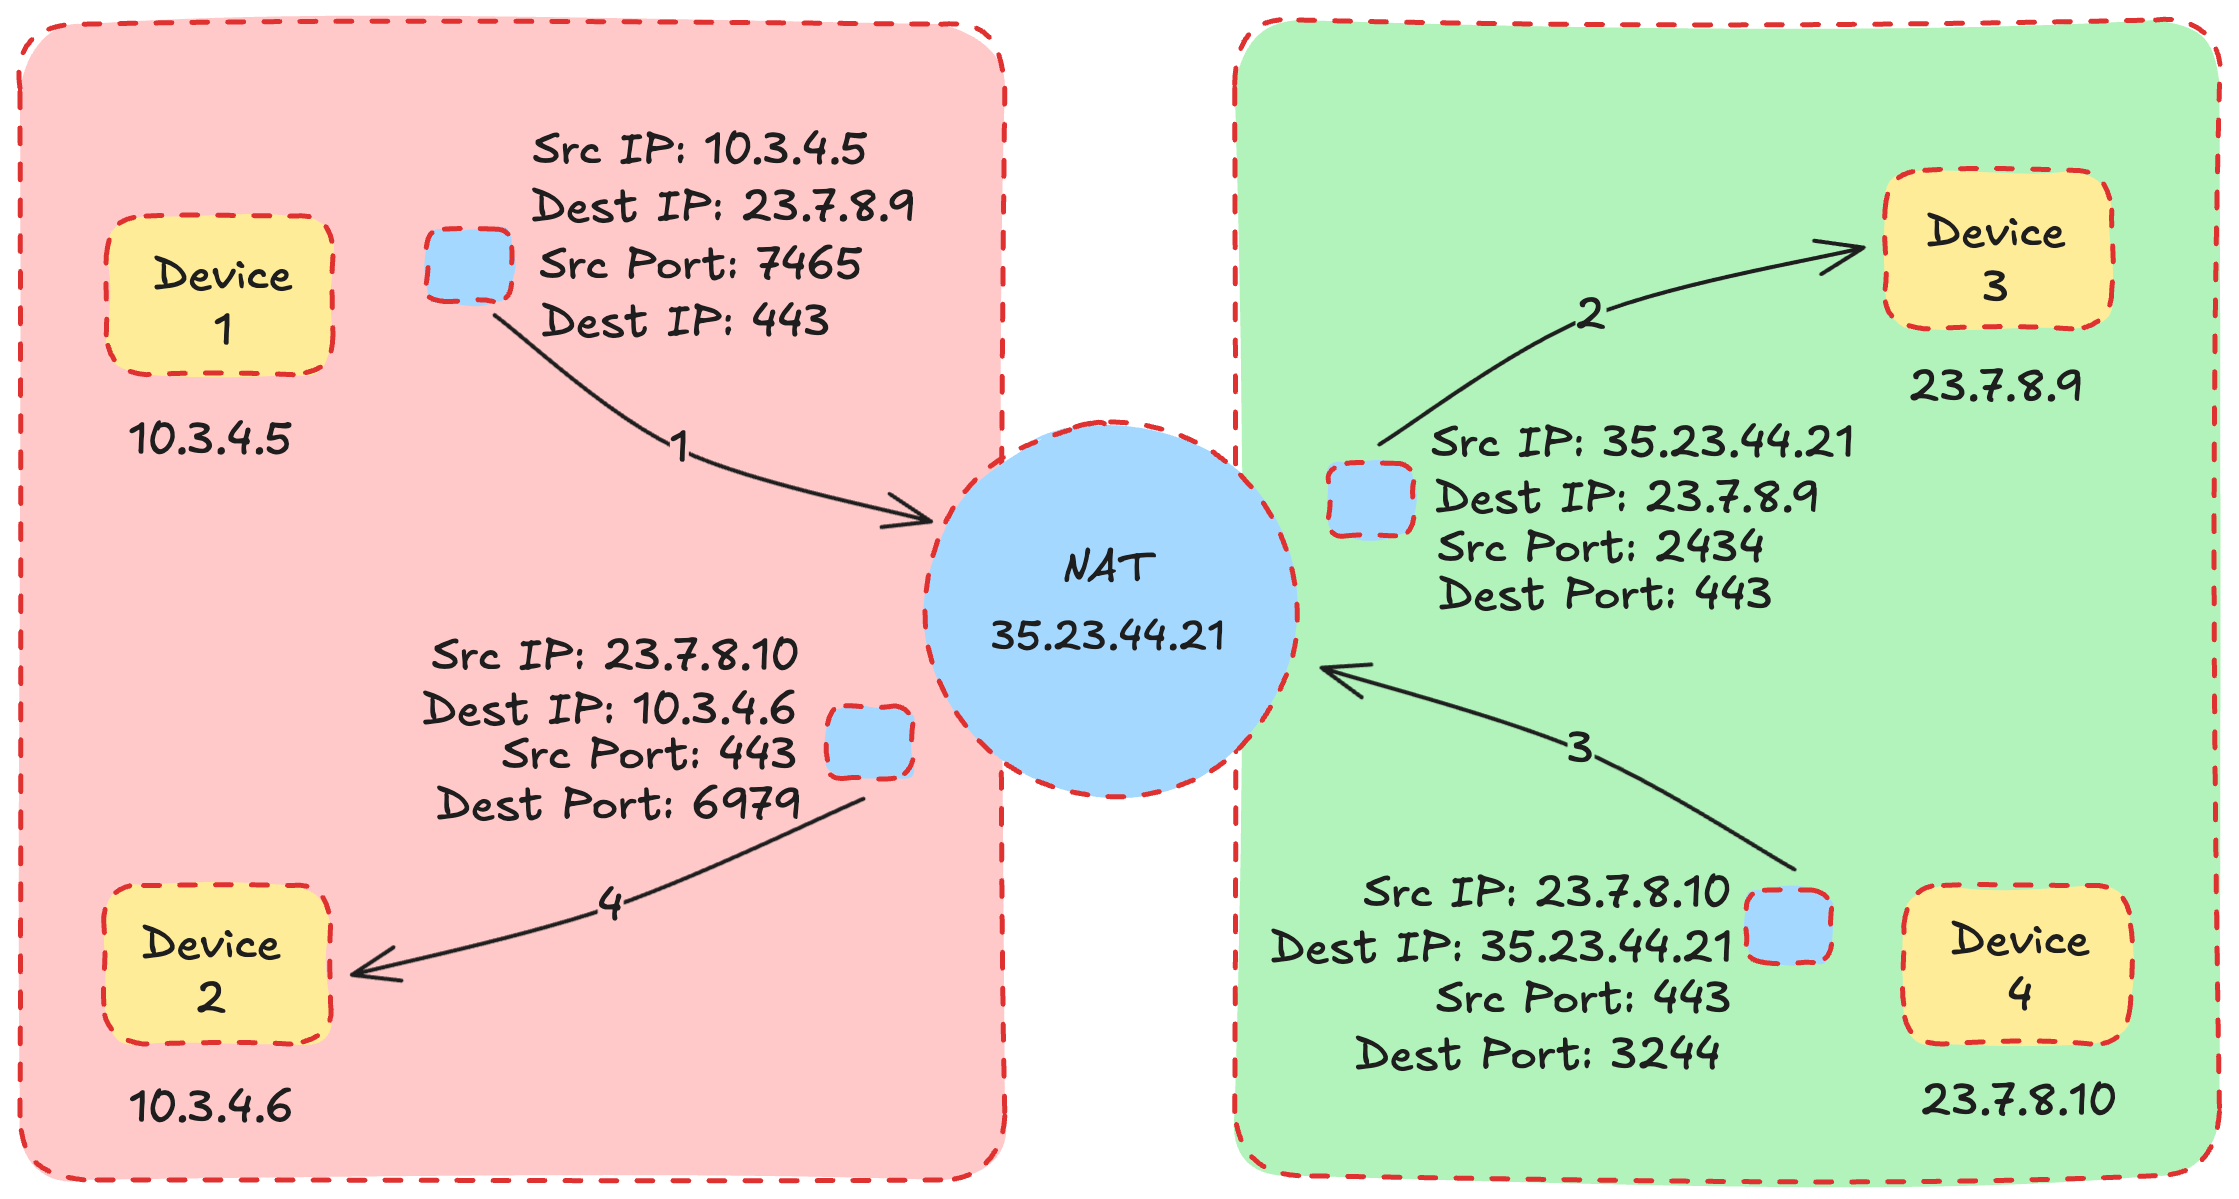 Src IP: 10.3.4.5
Dest IP: 23.7.8.9
Src Port: 7465
Dest IP: 443
Device
1
10.3.4.5
1
NAT
35.23.44.21
2
Device
3
23.7.8.9
Src IP: 35.23.44.21
Dest IP: 23.7.8.9
Src Port: 2434
Dest Port: 443
3
Src IP: 23.7.8.10
Dest IP: 35.23.44.21
Src Port: 443
Dest Port: 3244
Device
4
23.7.8.10
Src IP: 23.7.8.10
Dest IP: 10.3.4.6
Src Port: 443
Dest Port: 6979
4
Device
2
10.3.4.6